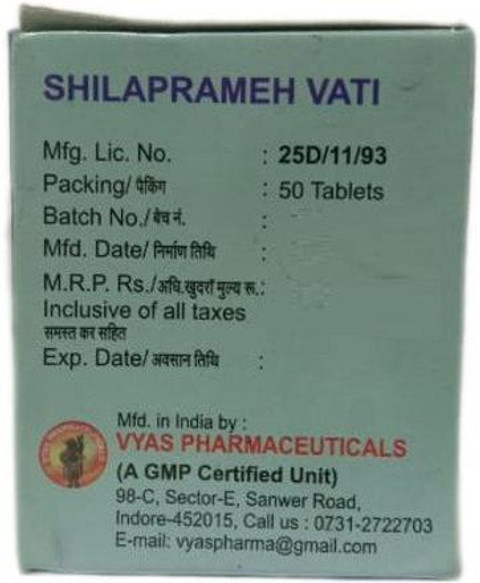 SHILAPRAMEH VATI
Mfg. Lic. No. : 25D/11/93
Packing/ पैकिंग : 50 Tablets
Batch No./ बेच नं. :
Mfd. Date/ निर्माण तिथि :
M.R.P. Rs./अधि.खुदरा मुल्य रू.:
Inclusive of all taxes
समस्त कर सहित
Exp. Date/ अवसान तिथि :
Mfd. in India by :
VYAS PHARMACEUTICALS
(A GMP Certified Unit)
98-C, Sector-E, Sanwer Road,
Indore-452015, Call us : 0731-2722703
E-mail: vyaspharma@gmail.com